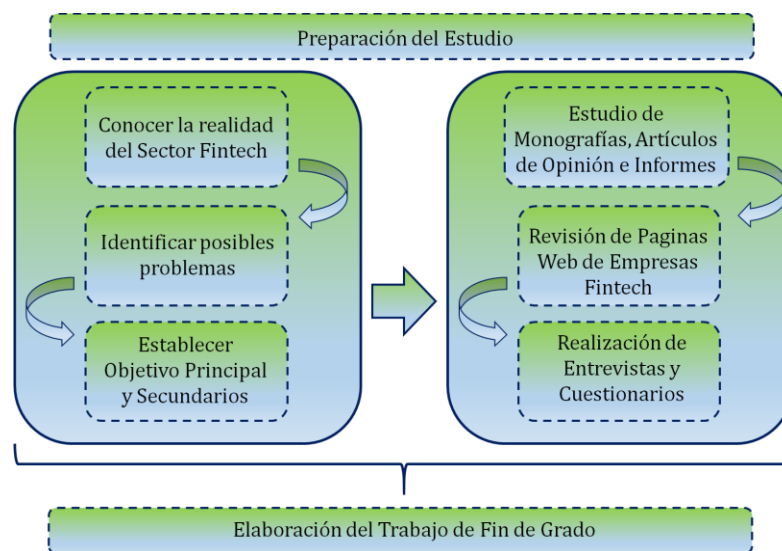 Preparación del Estudio
Conocer la realidad
del Sector Fintech
Identificar posibles
problemas
Establecer
Objetivo Principal
y Secundarios
Estudio de
Monografías, Artículos
de Opinión e Informes
Revisión de Paginas
Web de Empresas
Fintech
Realización de
Entrevistas y
Cuestionarios
Elaboración del Trabajo de Fin de Grado